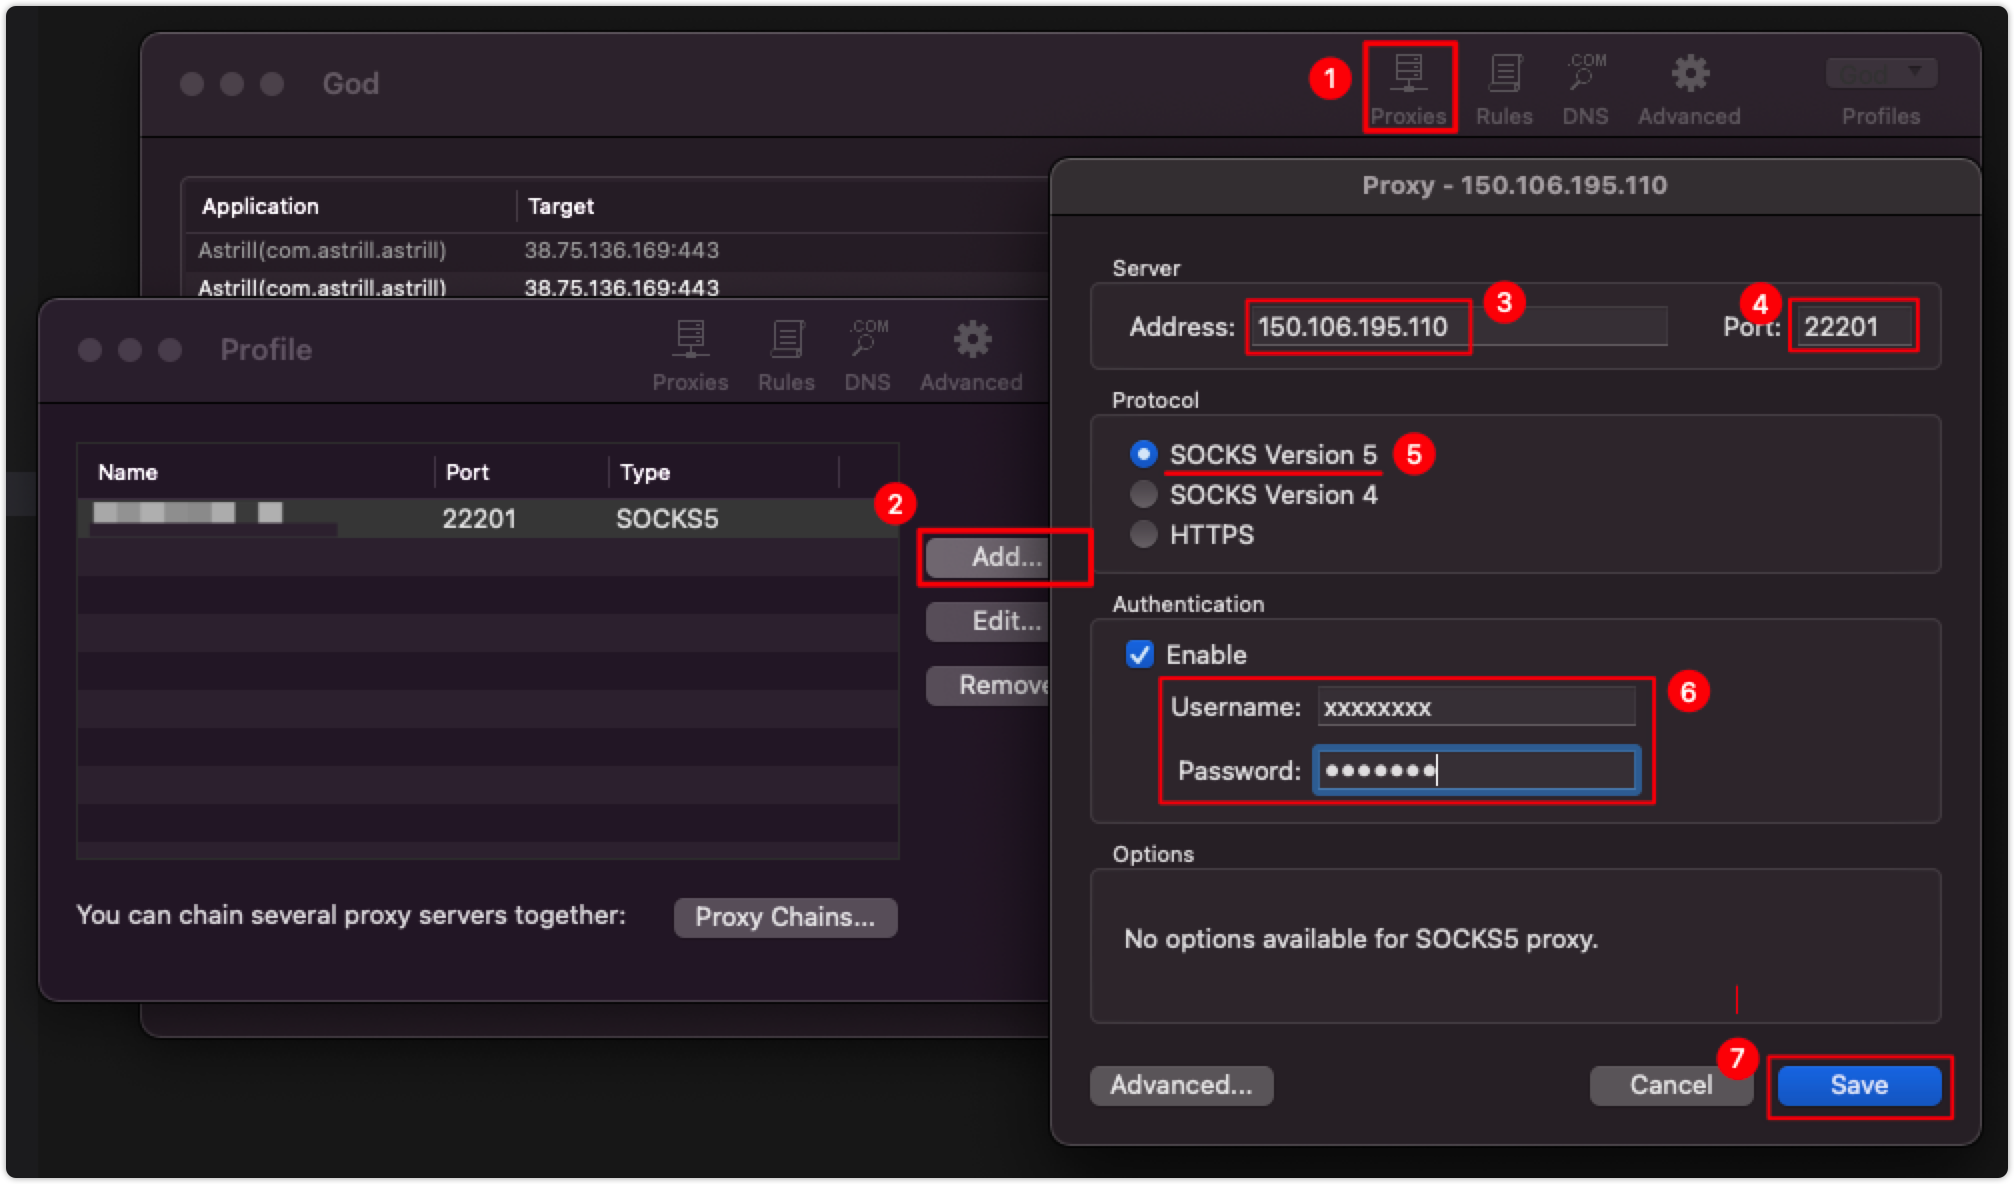 God
1
Proxies
Rules
.COM
DNS
Advanced
God
Profiles
Application
Target
Astrill(com.astrill.astrill)
38.75.136.169:443
Astrill(com.astrill.astrill)
38.75.136.169:443
Profile
Proxies
Rules
.COM
DNS
Advanced
Name
Port
Type
22201
SOCKS5
2
Add...
Edit...
Remove
You can chain several proxy servers together:
Proxy Chains...
Proxy - 150.106.195.110
Server
Address:
150.106.195.110
3
4
Port:
22201
Protocol
SOCKS Version 5
5
SOCKS Version 4
HTTPS
Authentication
Enable
Username:
xxxxxxxx
6
Password:
•••••••
Options
No options available for SOCKS5 proxy.
Advanced...
Cancel
7
Save